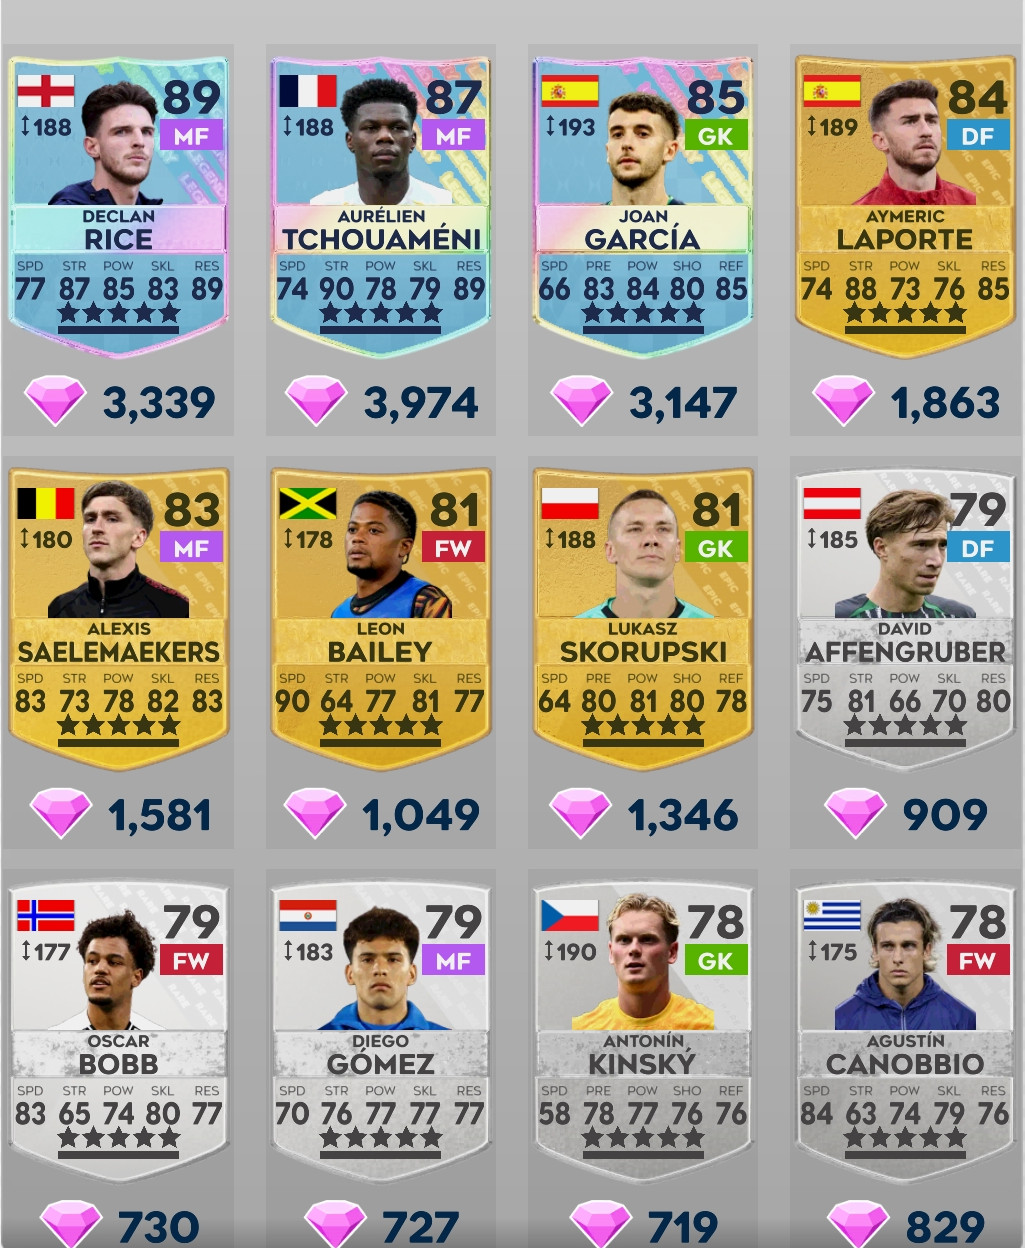 89
188
MF
DECLAN
RICE
SPD STR POW SKL RES
77 87 85 83 89
3,339
87
188
MF
LEGENDARY
AURÉLIEN
TCHOUAMÉNI
SPD STR POW SKL RES
74 90 78 79 89
3,974
85
193
GK
JOAN
GARCÍA
SPD PRE POW SHO REF
66 83 84 80 85
3,147
84
189
DF
EPIC
AYMERIC
LAPORTE
SPD STR POW SKL RES
74 88 73 76 85
1,863
83
180
MF
EPIC
ALEXIS
SAELEMAEKERS
SPD STR POW SKL RES
83 73 78 82 83
1,581
81
178
FW
EPIC
LEON
BAILEY
SPD STR POW SKL RES
90 64 77 81 77
1,049
81
188
GK
EPIC
LUKASZ
SKORUPSKI
SPD PRE POW SHO REF
64 80 81 80 78
1,346
79
185
DF
RARE
DAVID
AFFENGRUBER
SPD STR POW SKL RES
75 81 66 70 80
909
79
177
FW
RARE
OSCAR
BOBB
SPD STR POW SKL RES
83 65 74 80 77
730
79
183
MF
RARE
DIEGO
GÓMEZ
SPD STR POW SKL RES
70 76 77 77 77
727
78
190
GK
ANTONÍN
KINSKÝ
SPD PRE POW SHO REF
58 78 77 76 76
719
78
175
FW
RARE
AGUSTÍN
CANOBBIO
SPD STR POW SKL RES
84 63 74 79 76
829